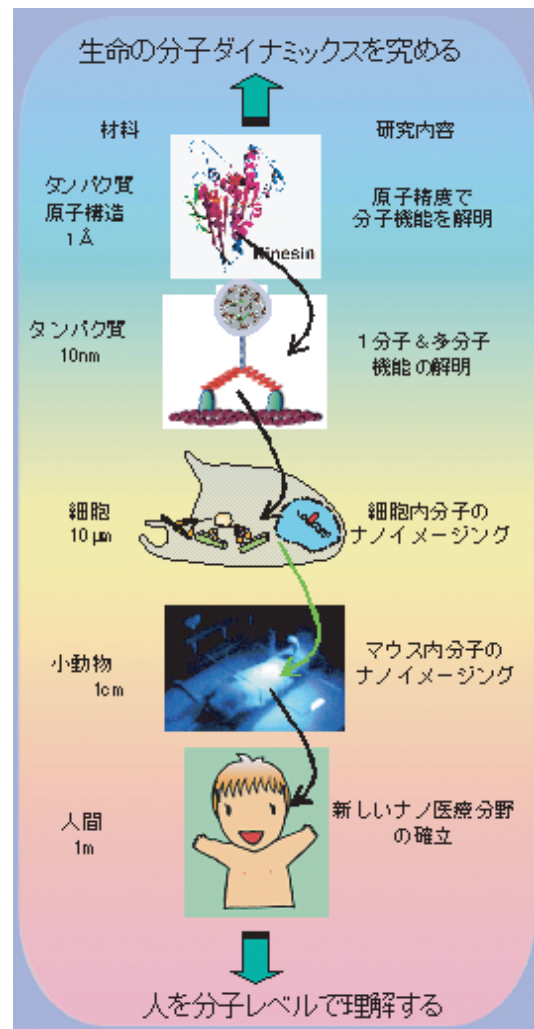 生命の分子ダイナミックスを究める
材料
研究内容
タンパク質
原子構造
1Å
Kinesin
原子精度で
分子機能を解明
タンパク質
10nm
1分子&多分子
機能の解明
細胞
10μm
細胞内分子の
ナノイメージング
小動物
1cm
マウス内分子の
ナノイメージング
人間
1m
新しいナノ医療分野
の確立
人を分子レベルで理解する